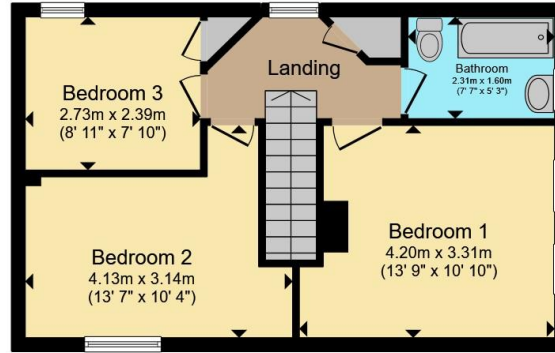 Bedroom 3
2.73m x 2.39m
(8' 11" x 7' 10")
Landing
Bathroom
2.31m x 1.60m
(7' 7" x 5' 3")
Bedroom 2
4.13m x 3.14m
(13' 7" x 10' 4")
Bedroom 1
4.20m x 3.31m
(13' 9" x 10' 10")